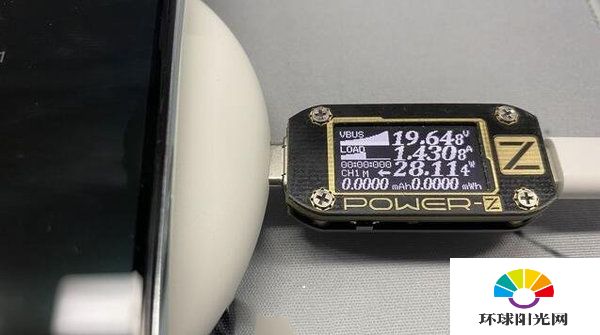 1
VBUS 19.648V
LOAD 1.4308A
00:00:000 28.114W
CH1 M
0.0000 mAh 0.0000 mWh
Z
POWER-Z
环球阳光网